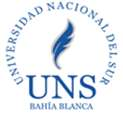 UNIVERSIDAD NACIONAL DEL SUR
UNS
BAHÍA BLANCA